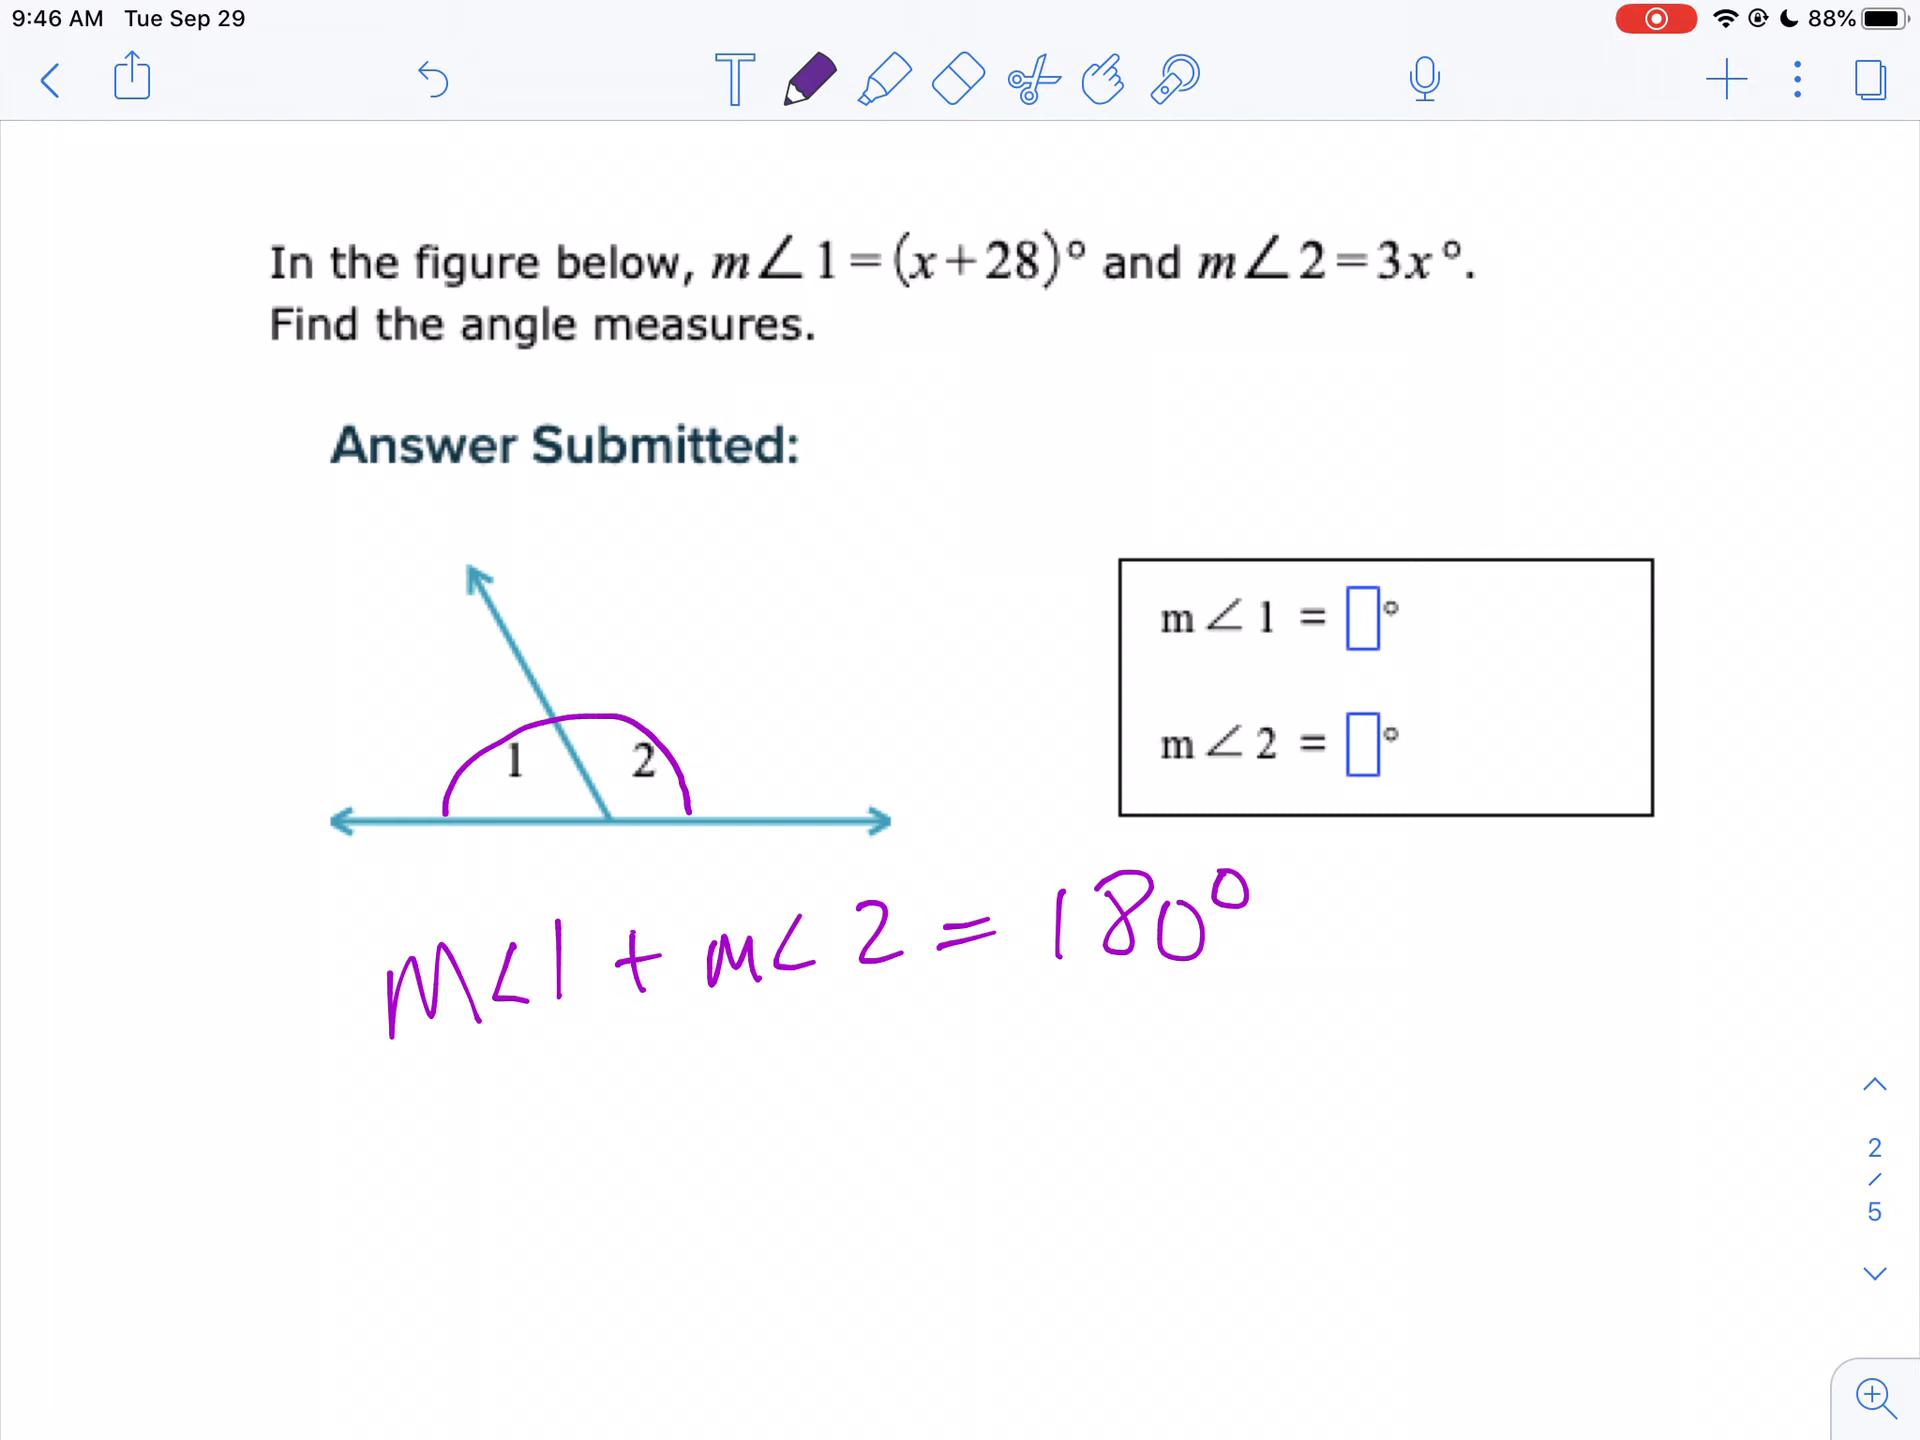 9:46 AM Tue Sep 29
88%
In the figure below, m∠1=(x+28)° and m∠2=3x°.
Find the angle measures.
Answer Submitted:
m∠1 = °
1 2
m∠2 = °
m<1 + m<2 = 180°
2
/
5